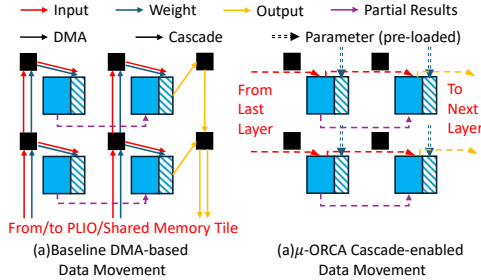 Input Weight Output Partial Results
DMA Cascade Parameter (pre-loaded)
From
Last
Layer
To
Next
Layer
From/to PLIO/Shared Memory Tile
(a)Baseline DMA-based
Data Movement
(a)μ-ORCA Cascade-enabled
Data Movement